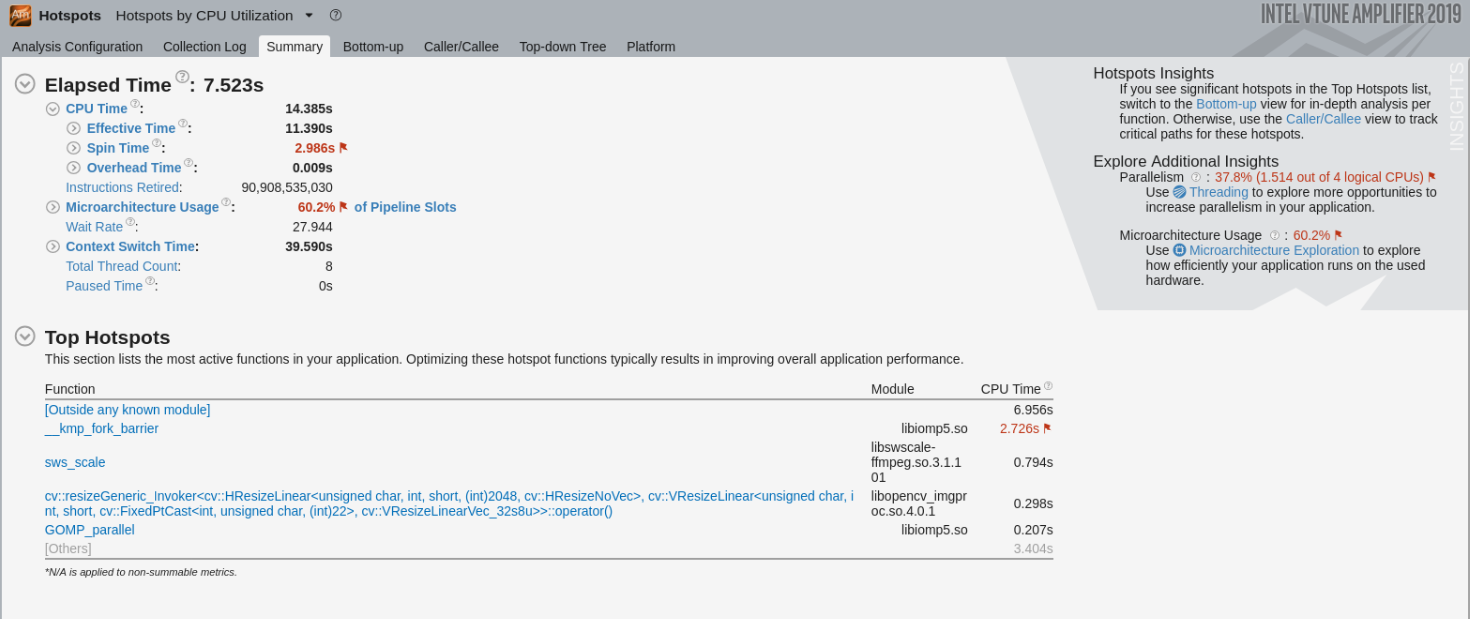 Hotspots Hotspots by CPU Utilization ?
INTEL VTUNE AMPLIFIER 2019
Analysis Configuration Collection Log Summary Bottom-up Caller/Callee Top-down Tree Platform
Elapsed Time ?: 7.523s
CPU Time ?: 14.385s
Effective Time ?: 11.390s
Spin Time ?: 2.986s
Overhead Time ?: 0.009s
Instructions Retired: 90,908,535,030
Microarchitecture Usage ?: 60.2% of Pipeline Slots
Wait Rate ?: 27.944
Context Switch Time: 39.590s
Total Thread Count: 8
Paused Time ?: 0s
Hotspots Insights
If you see significant hotspots in the Top Hotspots list,
switch to the Bottom-up view for in-depth analysis per
function. Otherwise, use the Caller/Callee view to track
critical paths for these hotspots.
Explore Additional Insights
Parallelism ? : 37.8% (1.514 out of 4 logical CPUs)
Use Threading to explore more opportunities to
increase parallelism in your application.
Microarchitecture Usage ? : 60.2%
Use Microarchitecture Exploration to explore
how efficiently your application runs on the used
hardware.
INSIGHTS
Top Hotspots
This section lists the most active functions in your application. Optimizing these hotspot functions typically results in improving overall application performance.
Function Module CPU Time ?
[Outside any known module] 6.956s
__kmp_fork_barrier libiomp5.so 2.726s
sws_scale libswscale-
ffmpeg.so.3.1.1
01 0.794s
cv::resizeGeneric_Invoker<cv::HResizeLinear<unsigned char, int, short, (int)2048, cv::HResizeNoVec>, cv::VResizeLinear<unsigned char, i
nt, short, cv::FixedPtCast<int, unsigned char, (int)22>, cv::VResizeLinearVec_32s8u>>::operator()
libopencv_imgpr
oc.so.4.0.1 0.298s
GOMP_parallel libiomp5.so 0.207s
[Others] 3.404s
*N/A is applied to non-summable metrics.